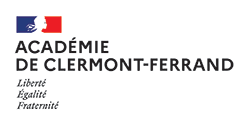 ACADÉMIE
DE CLERMONT-FERRAND
Liberté
Égalité
Fraternité